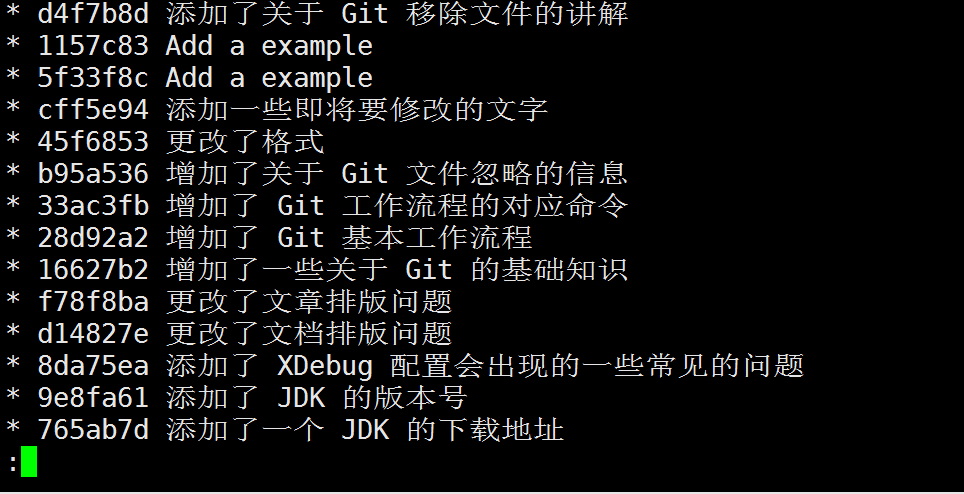 * d4f7b8d 添加了关于 Git 移除文件的讲解
* 1157c83 Add a example
* 5f33f8c Add a example
* cff5e94 添加一些即将要修改的文字
* 45f6853 更改了格式
* b95a536 增加了关于 Git 文件忽略的信息
* 33ac3fb 增加了 Git 工作流程的对应命令
* 28d92a2 增加了 Git 基本工作流程
* 16627b2 增加了一些关于 Git 的基础知识
* f78f8ba 更改了文章排版问题
* d14827e 更改了文档排版问题
* 8da75ea 添加了 XDebug 配置会出现的一些常见的问题
* 9e8fa61 添加了 JDK 的版本号
* 765ab7d 添加了一个 JDK 的下载地址
: